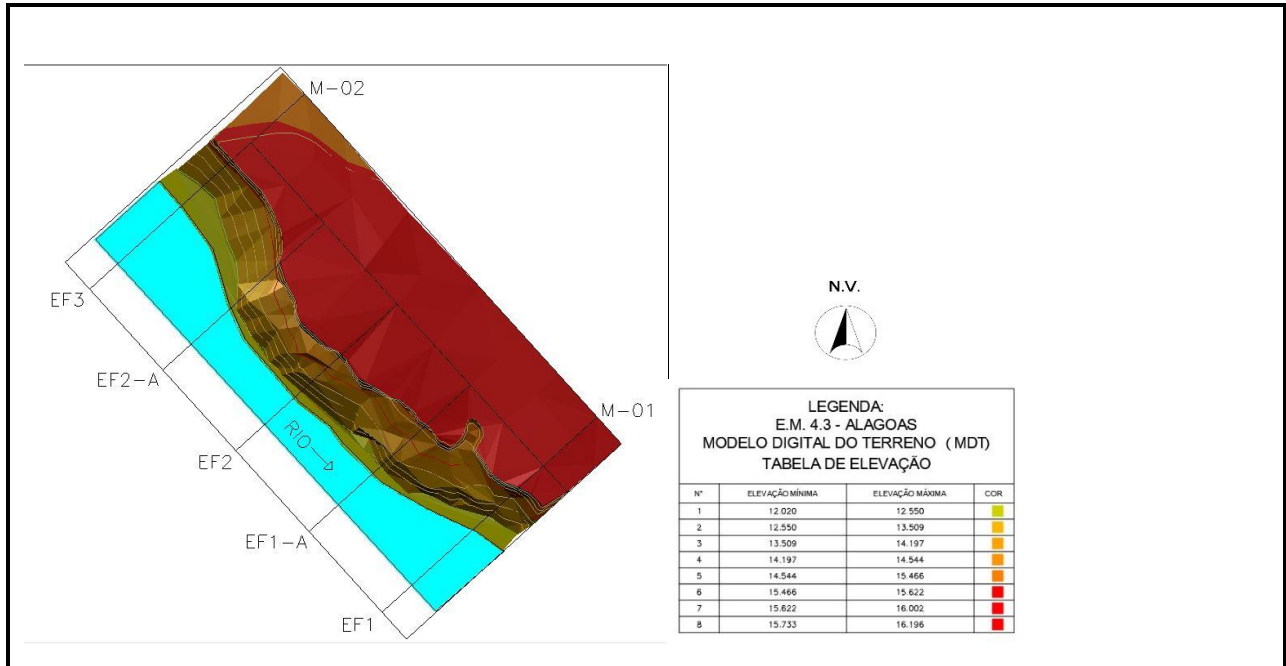 M-02
EF3
EF2-A
EF2
EF1-A
EF1
RIO
M-01
N.V.
LEGENDA:
E.M. 4.3 - ALAGOAS
MODELO DIGITAL DO TERRENO (MDT)
TABELA DE ELEVAÇÃO
N° ELEVAÇÃO MÍNIMA ELEVAÇÃO MÁXIMA COR
1 12.020 12.550
2 12.550 13.509
3 13.509 14.197
4 14.197 14.544
5 14.544 15.466
6 15.466 15.622
7 15.622 16.002
8 15.733 16.196